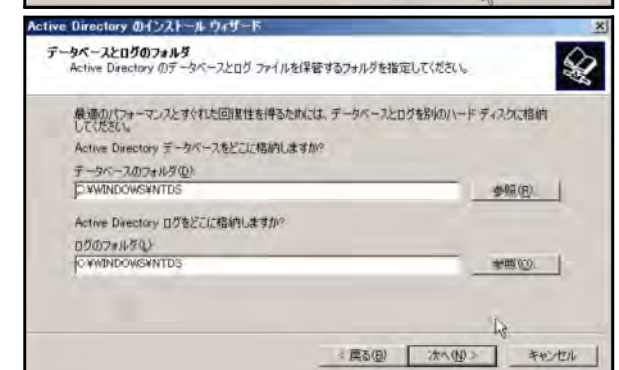 Active Directory のインストール ウィザード
データベースとログのフォルダ
Active Directory のデータベースとログ ファイルを保管するフォルダを指定してください。
最適のパフォーマンスとすぐれた回復性を得るためには、データベースとログを別のハード ディスクに格納
してください。
Active Directory データベースをどこに格納しますか?
データベースのフォルダ(D):
C:¥WINDOWS¥NTDS
参照(R)...
Active Directory ログをどこに格納しますか?
ログのフォルダ(L):
C:¥WINDOWS¥NTDS
参照(O)...
< 戻る(B)
次へ(N) >
キャンセル